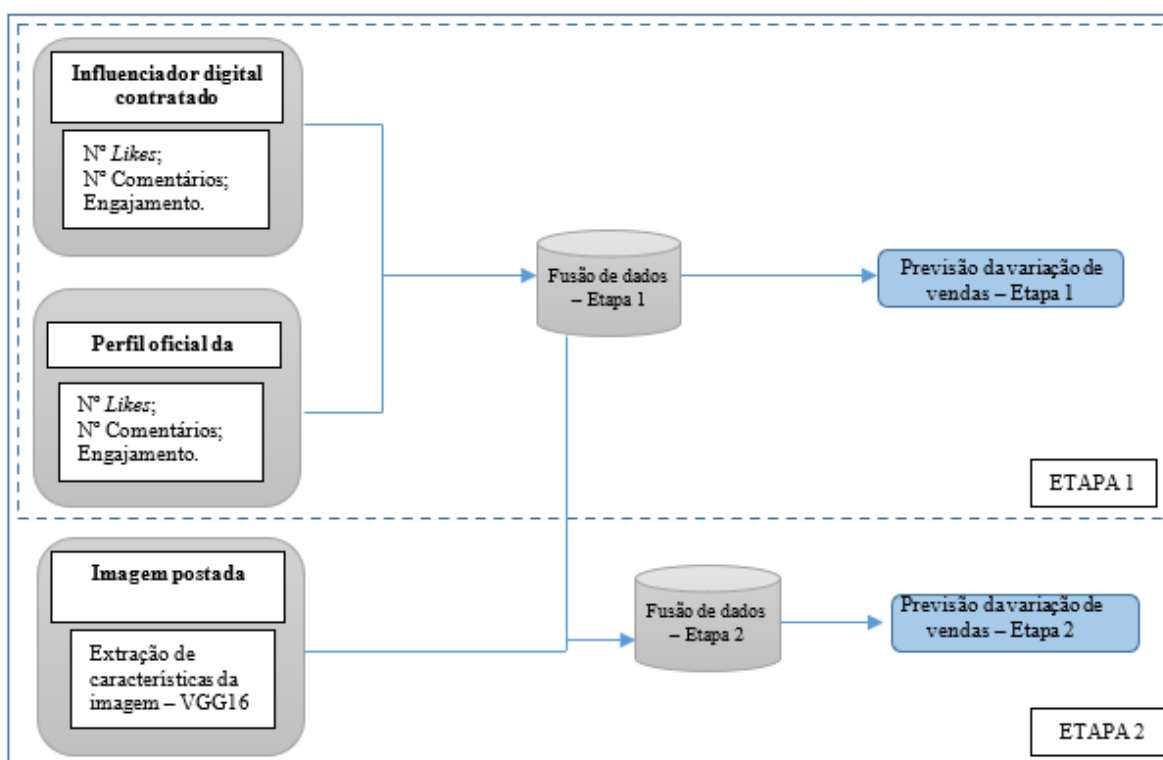 Influenciador digital
contratado
Nº Likes;
Nº Comentários;
Engajamento.
Fusão de dados
– Etapa 1
Previsão da variação de
vendas – Etapa 1
Perfil oficial da
Nº Likes;
Nº Comentários;
Engajamento.
ETAPA 1
Imagem postada
Extração de
características da
imagem – VGG16
Fusão de dados
– Etapa 2
Previsão da variação de
vendas – Etapa 2
ETAPA 2